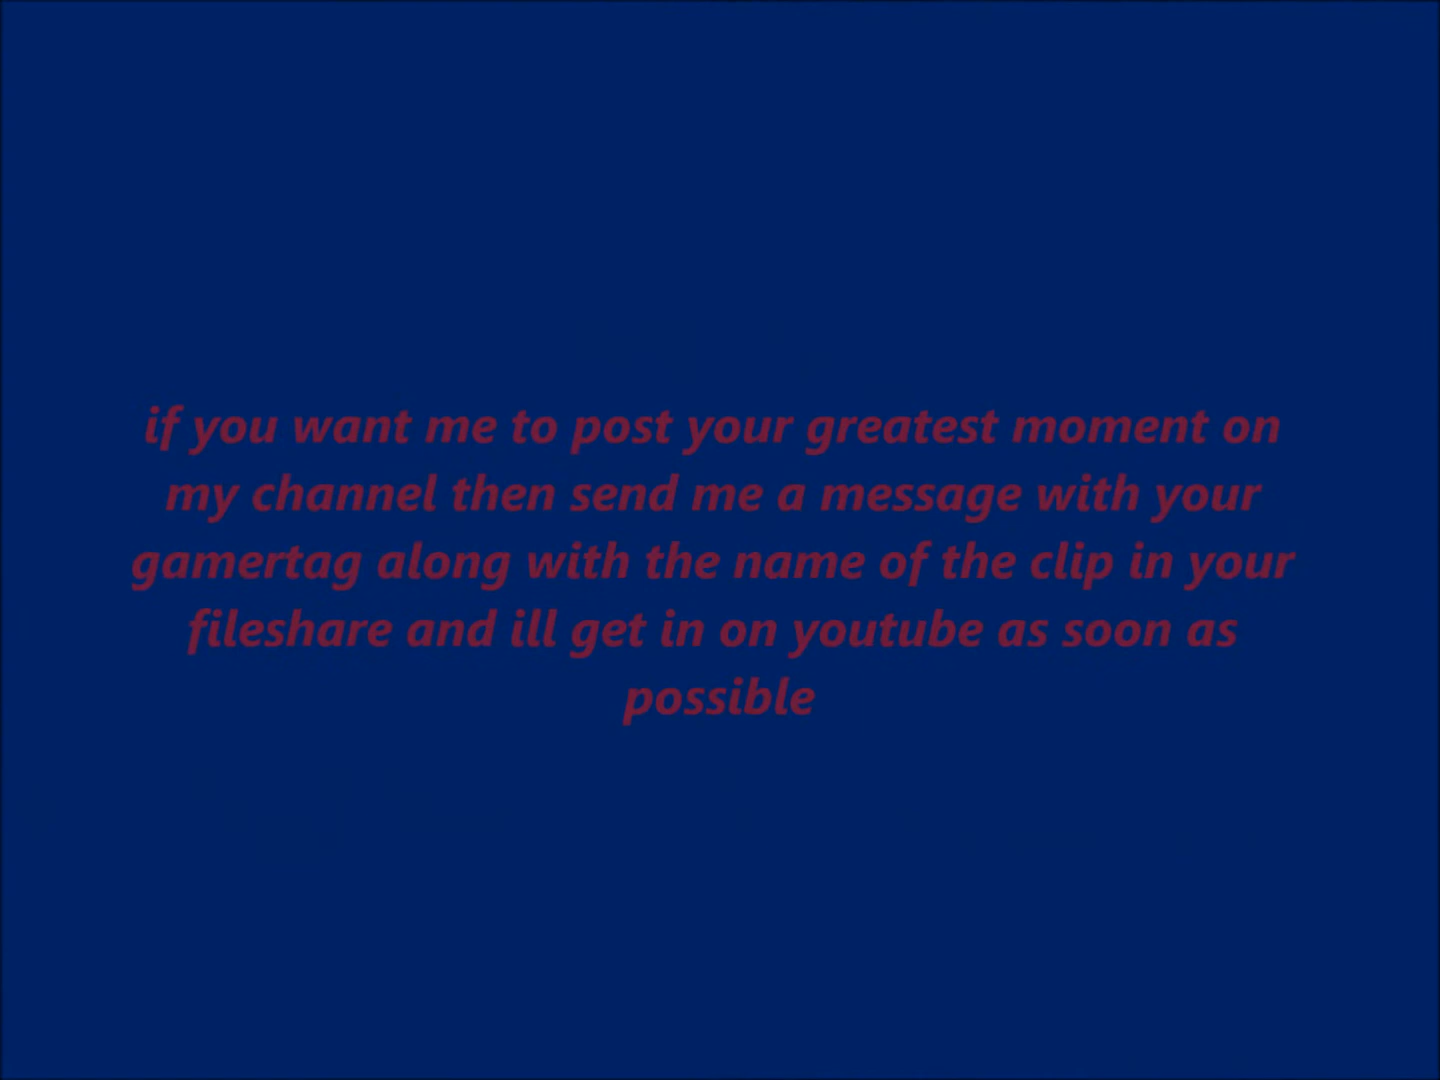 if you want me to post your greatest moment on
my channel then send me a message with your
gamertag along with the name of the clip in your
fileshare and ill get in on youtube as soon as
possible